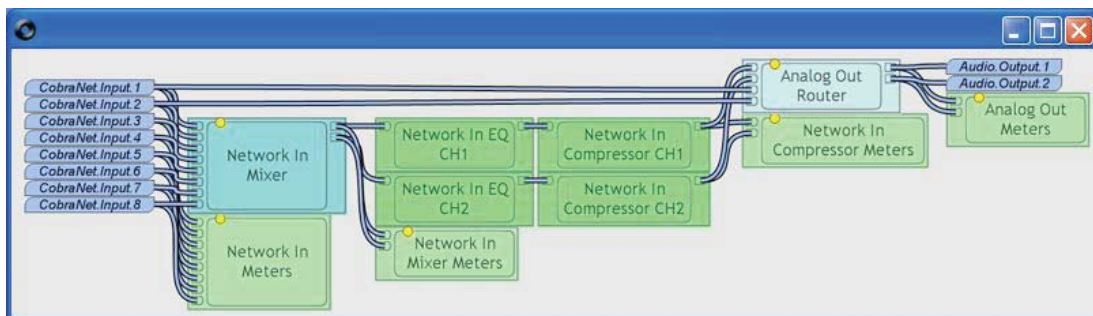 CobraNet.Input.1
CobraNet.Input.2
CobraNet.Input.3
CobraNet.Input.4
CobraNet.Input.5
CobraNet.Input.6
CobraNet.Input.7
CobraNet.Input.8
Network In
Mixer
Network In
Meters
Network In EQ
CH1
Network In EQ
CH2
Network In
Mixer Meters
Network In
Compressor CH1
Network In
Compressor CH2
Analog Out
Router
Network In
Compressor Meters
Audio.Output.1
Audio.Output.2
Analog Out
Meters